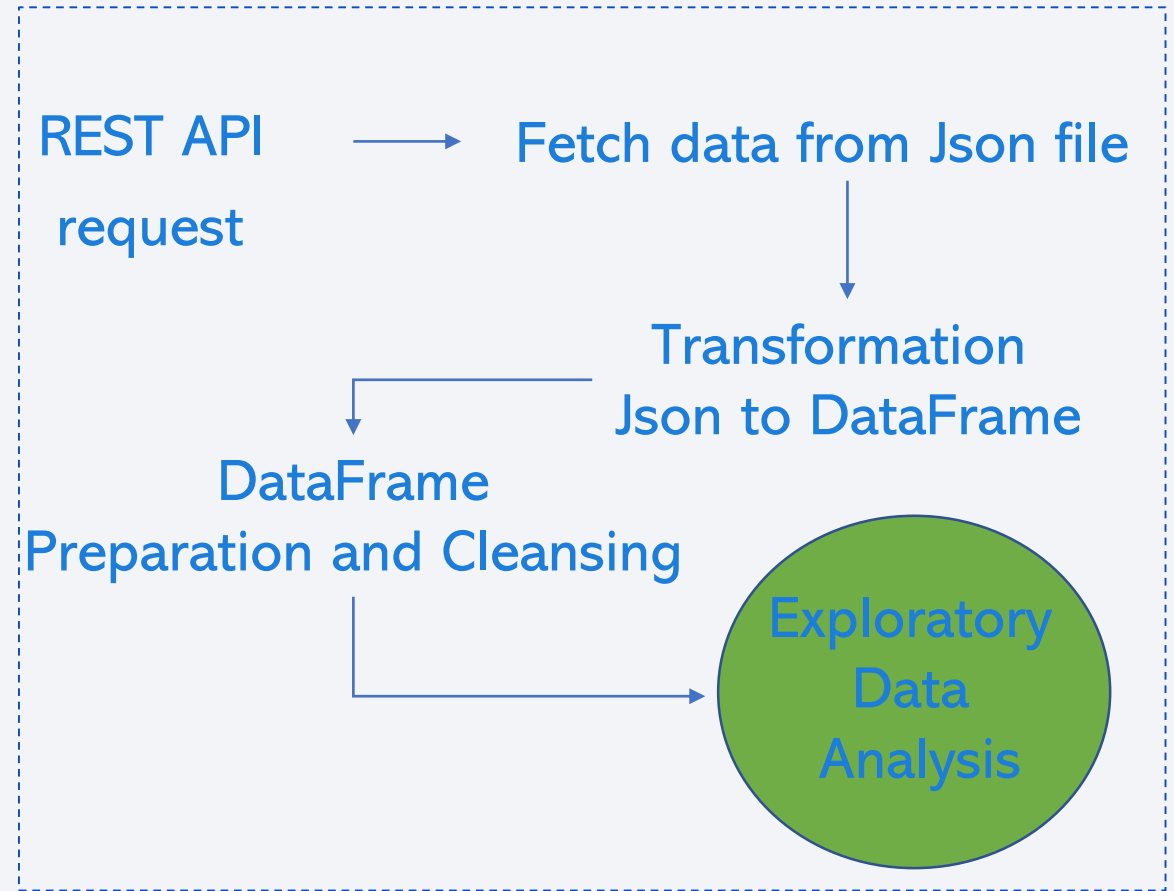 REST API
request
Fetch data from Json file
Transformation
Json to DataFrame
DataFrame
Preparation and Cleansing
Exploratory
Data
Analysis